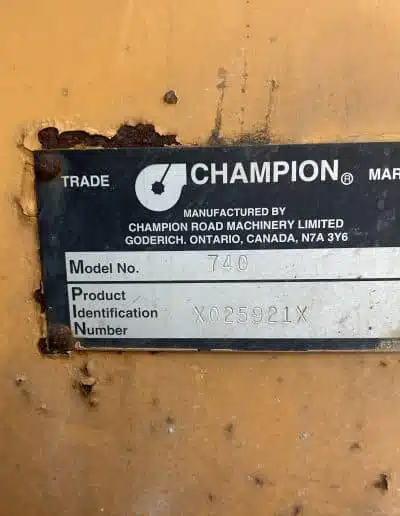 TRADE CHAMPION® MAR
MANUFACTURED BY
CHAMPION ROAD MACHINERY LIMITED
GODERICH. ONTARIO, CANADA, N7A 3Y6
Model No. 740
Product
Identification X025921X
Number